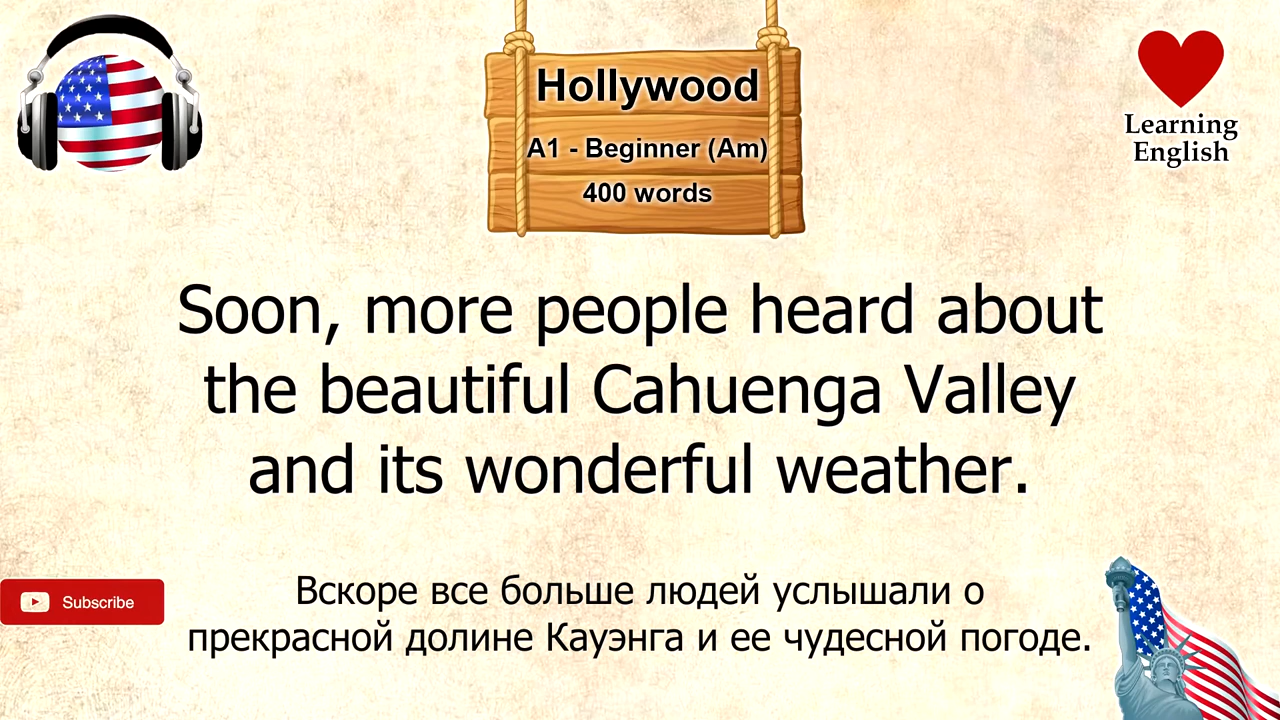 Hollywood
A1 - Beginner (Am)
400 words
Learning
English
Soon, more people heard about
the beautiful Cahuenga Valley
and its wonderful weather.
Вскоре все больше людей услышали о
прекрасной долине Кауэнга и ее чудесной погоде.
Subscribe